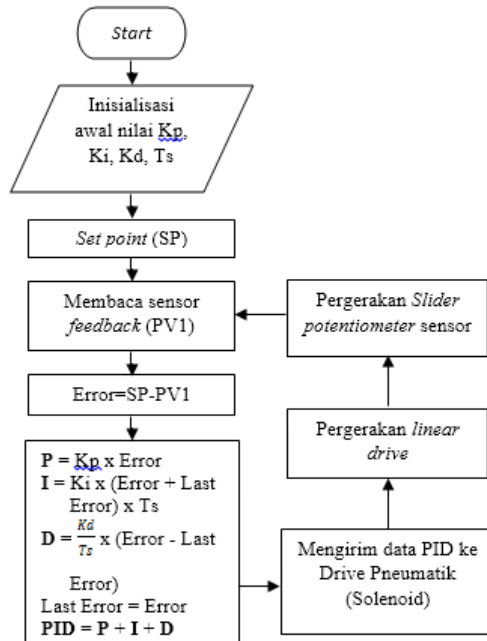 Start
Inisialisasi
awal nilai Kp,
Ki, Kd, Ts
Set point (SP)
Membaca sensor
feedback (PV1)
Error=SP-PV1
P = Kp x Error
I = Ki x (Error + Last
Error) x Ts
D = Kd/Ts x (Error - Last
Error)
Last Error = Error
PID = P + I + D
Mengirim data PID ke
Drive Pneumatik
(Solenoid)
Pergerakan linear
drive
Pergerakan Slider
potentiometer sensor